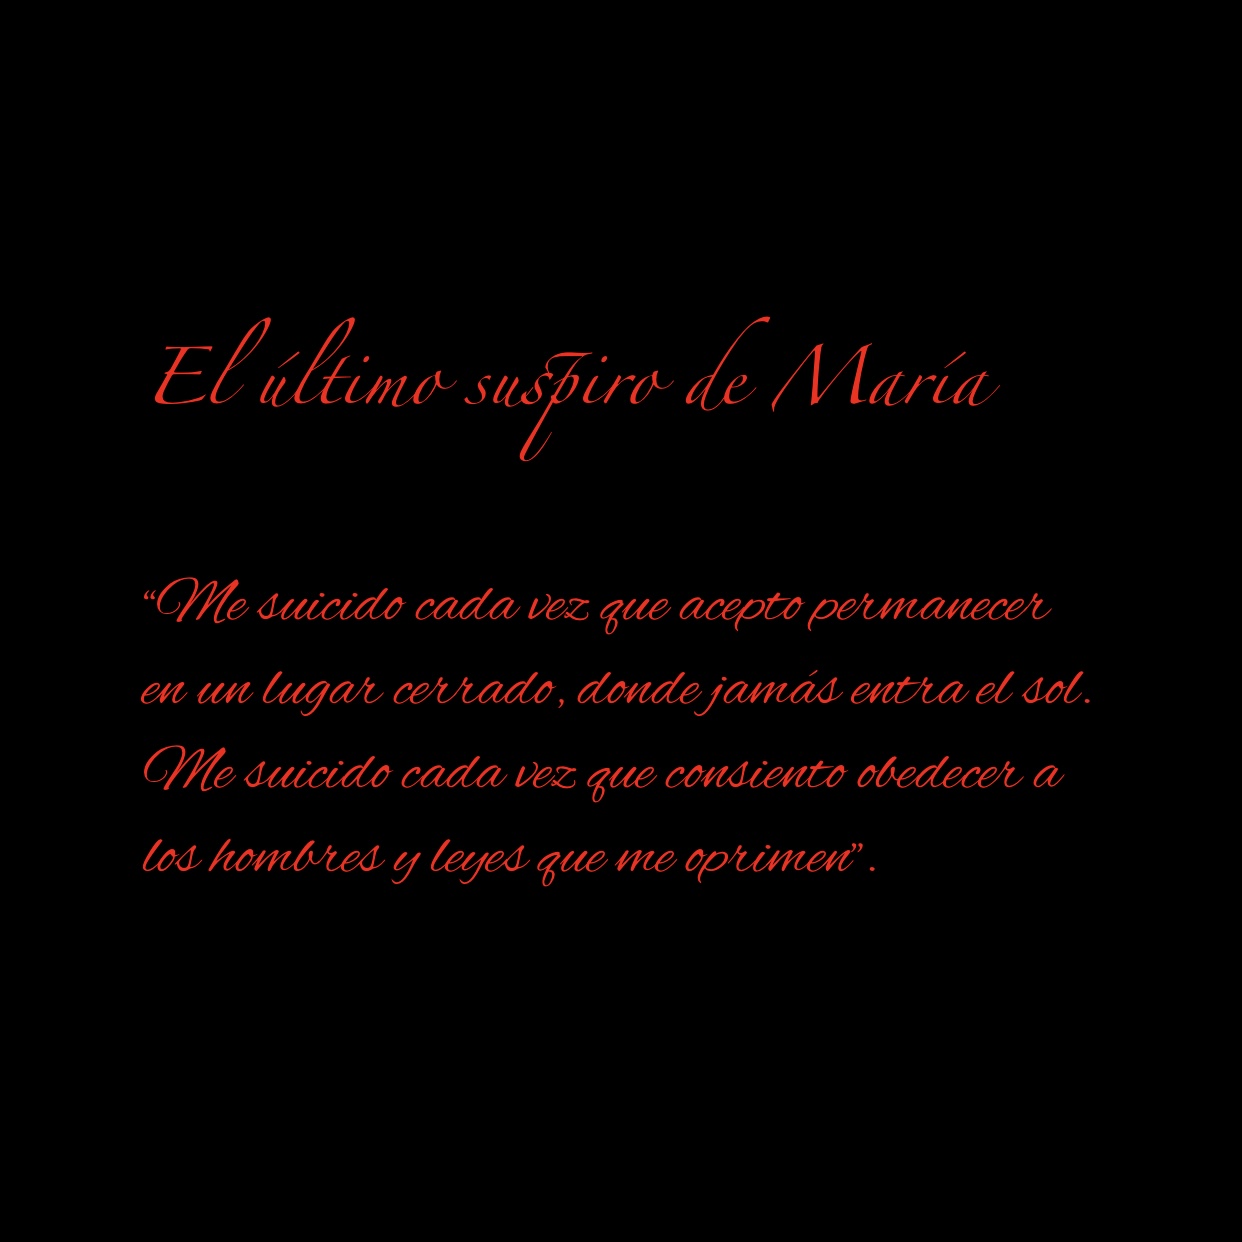 El último suspiro de María
“Me suicido cada vez que acepto permanecer
en un lugar cerrado, donde jamás entra el sol.
Me suicido cada vez que consiento obedecer a
los hombres y leyes que me oprimen”.